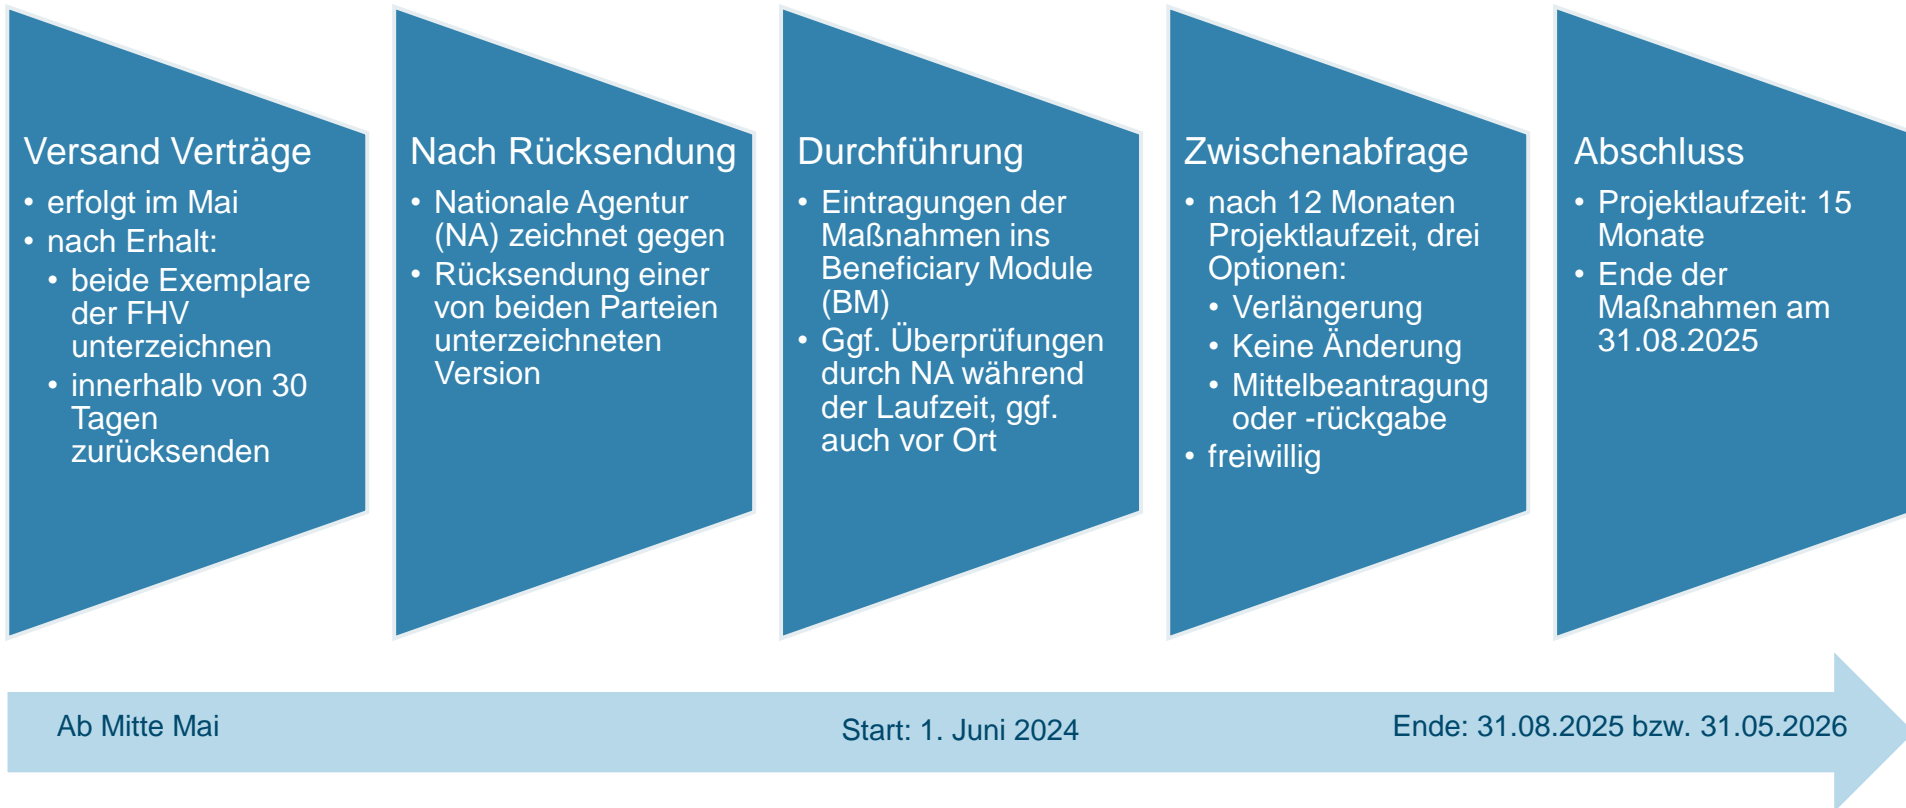 Versand Verträge
• erfolgt im Mai
• nach Erhalt:
• beide Exemplare
der FHV
unterzeichnen
• innerhalb von 30
Tagen
zurücksenden
Nach Rücksendung
• Nationale Agentur
(NA) zeichnet gegen
• Rücksendung einer
von beiden Parteien
unterzeichneten
Version
Durchführung
• Eintragungen der
Maßnahmen ins
Beneficiary Module
(BM)
• Ggf. Überprüfungen
durch NA während
der Laufzeit, ggf.
auch vor Ort
Zwischenabfrage
• nach 12 Monaten
Projektlaufzeit, drei
Optionen:
• Verlängerung
• Keine Änderung
• Mittelbeantragung
oder -rückgabe
• freiwillig
Abschluss
• Projektlaufzeit: 15
Monate
• Ende der
Maßnahmen am
31.08.2025
Ab Mitte Mai
Start: 1. Juni 2024
Ende: 31.08.2025 bzw. 31.05.2026